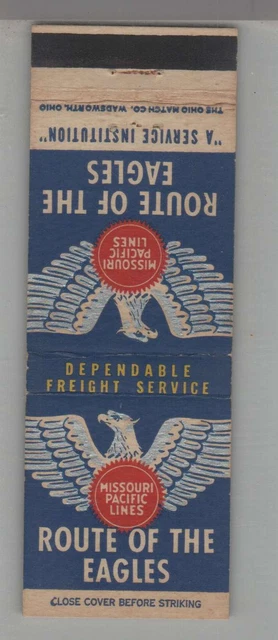 THE OHIO MATCH CO. WADSWORTH, OHIO
"A SERVICE INSTITUTION"
ROUTE OF THE
EAGLES
MISSOURI
PACIFIC
LINES
DEPENDABLE
FREIGHT SERVICE
MISSOURI
PACIFIC
LINES
ROUTE OF THE
EAGLES
CLOSE COVER BEFORE STRIKING